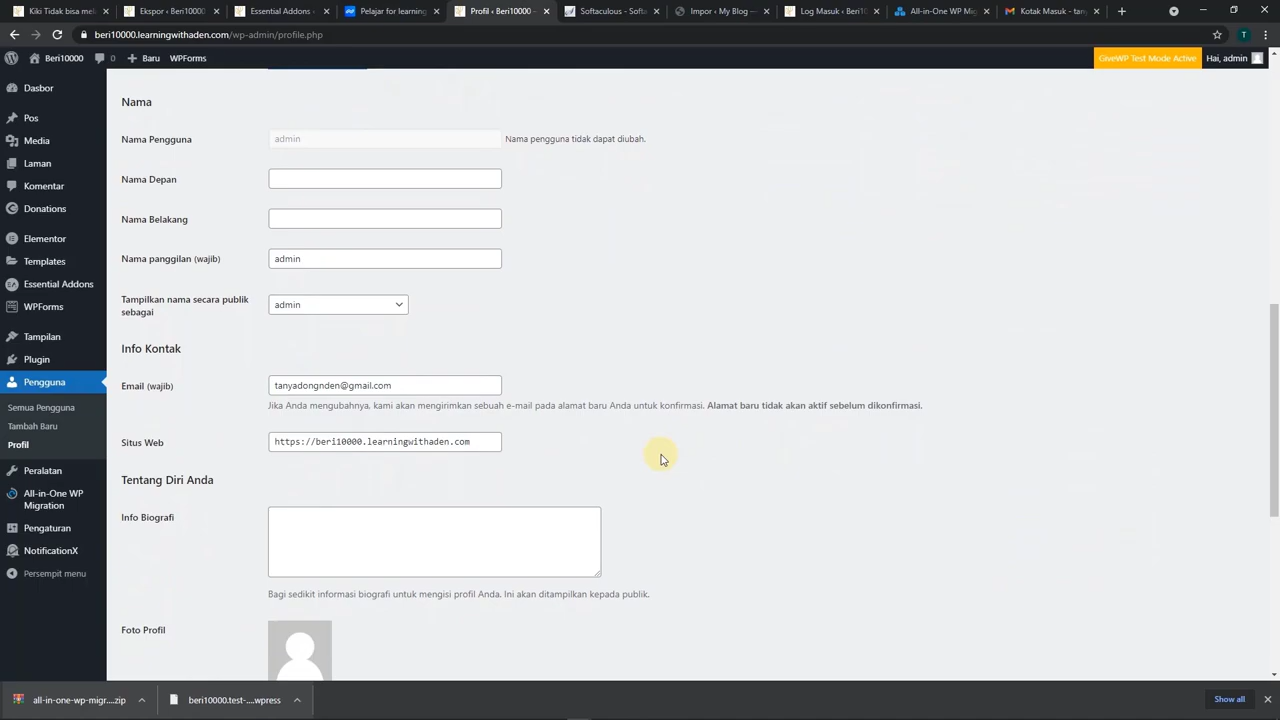 Kiki Tidak bisa melo
Ekspor ‹ Beri10000
Essential Addons ‹
Pelajar for learning
Profil ‹ Beri10000 —
Softaculous - Softa
Impor ‹ My Blog —
Log Masuk ‹ Beri10
All-in-One WP Mig
Kotak Masuk - tany
beri10000.learningwithaden.com/wp-admin/profile.php
T
Beri10000
0
Baru
WPForms
GiveWP Test Mode Active
Hai, admin
Dasbor
Pos
Media
Laman
Komentar
Donations
Elementor
Templates
Essential Addons
WPForms
Tampilan
Plugin
Pengguna
Semua Pengguna
Tambah Baru
Profil
Peralatan
All-in-One WP
Migration
Pengaturan
NotificationX
Persempit menu
Nama
Nama Pengguna
admin
Nama pengguna tidak dapat diubah.
Nama Depan
Nama Belakang
Nama panggilan (wajib)
admin
Tampilkan nama secara publik
sebagai
admin
Info Kontak
Email (wajib)
tanyadongnden@gmail.com
Jika Anda mengubahnya, kami akan mengirimkan sebuah e-mail pada alamat baru Anda untuk konfirmasi. Alamat baru tidak akan aktif sebelum dikonfirmasi.
Situs Web
https://beri10000.learningwithaden.com
Tentang Diri Anda
Info Biografi
Bagi sedikit informasi biografi untuk mengisi profil Anda. Ini akan ditampilkan kepada publik.
Foto Profil
all-in-one-wp-migr....zip
beri10000.test-....wpress
Show all